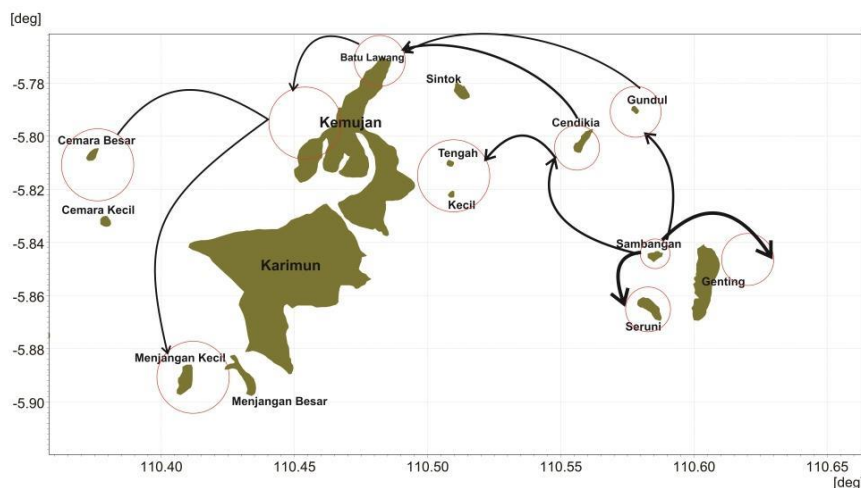 [deg]
-5.78
-5.80
-5.82
-5.84
-5.86
-5.88
-5.90
Batu Lawang
Sintok
Gundul
Kemujan
Cendikia
Cemara Besar
Tengah
Cemara Kecil
Kecil
Sambangan
Karimun
Genting
Seruni
Menjangan Kecil
Menjangan Besar
110.40
110.45
110.50
110.55
110.60
110.65
[deg]